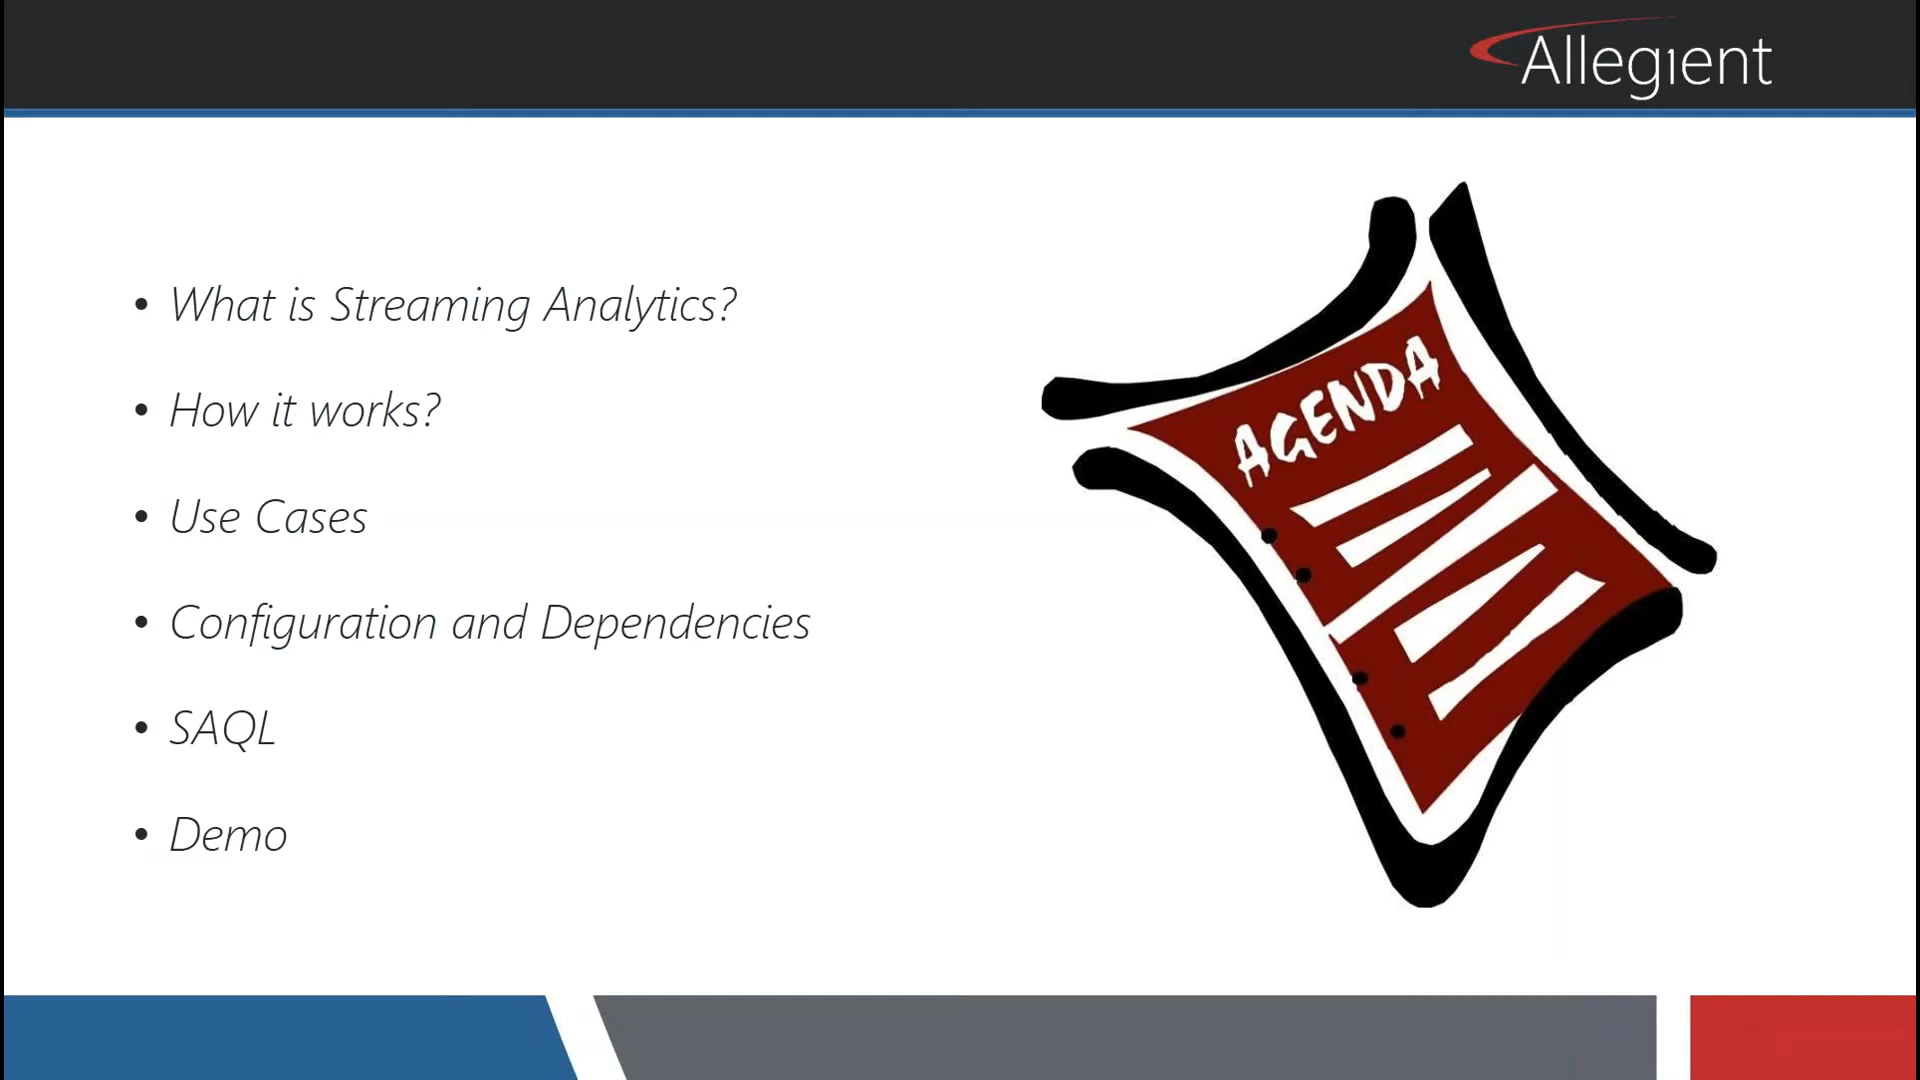 Allegient
• What is Streaming Analytics?
• How it works?
• Use Cases
• Configuration and Dependencies
• SAQL
• Demo
AGENDA